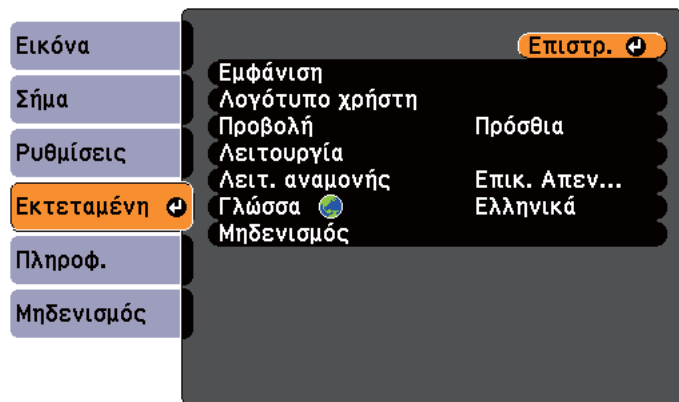 Εικόνα
Σήμα
Ρυθμίσεις
Εκτεταμένη
Πληροφ.
Μηδενισμός
Επιστρ.
Εμφάνιση
Λογότυπο χρήστη
Προβολή Πρόσθια
Λειτουργία
Λειτ. αναμονής Επικ. Απεν...
Γλώσσα Ελληνικά
Μηδενισμός